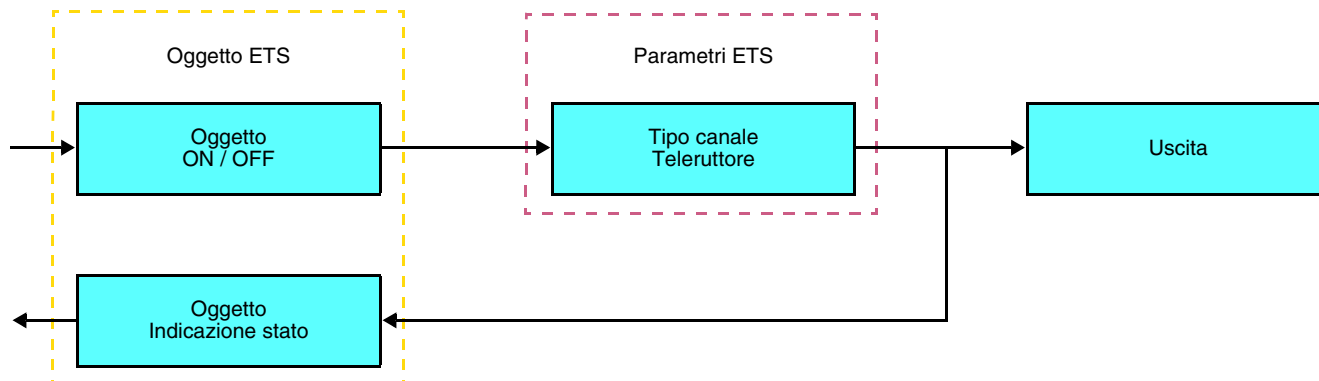 Oggetto ETS
Parametri ETS
Oggetto
ON / OFF
Tipo canale
Teleruttore
Uscita
Oggetto
Indicazione stato